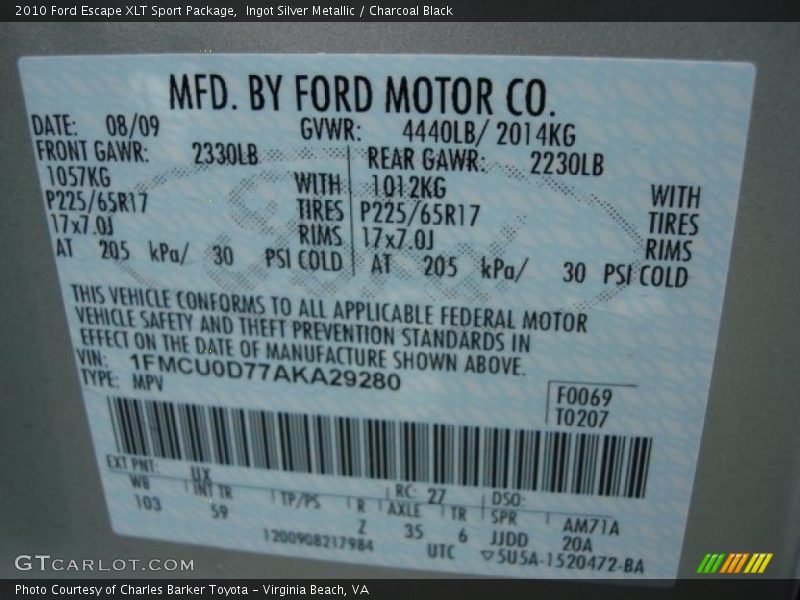 2010 Ford Escape XLT Sport Package,  Ingot Silver Metallic / Charcoal Black
MFD. BY FORD MOTOR CO.
DATE: 08/09 GVWR: 4440LB/ 2014KG
FRONT GAWR: 2330LB REAR GAWR: 2230LB
1057KG WITH 1012KG WITH
P225/65R17 TIRES P225/65R17 TIRES
17x7.0J RIMS 17x7.0J RIMS
AT 205 kPa/ 30 PSI COLD AT 205 kPa/ 30 PSI COLD
THIS VEHICLE CONFORMS TO ALL APPLICABLE FEDERAL MOTOR
VEHICLE SAFETY AND THEFT PREVENTION STANDARDS IN
EFFECT ON THE DATE OF MANUFACTURE SHOWN ABOVE.
VIN: 1FMCU0D77AKA29280
TYPE: MPV
F0069
T0207
EXT PNT: UX RC: 27 DSO:
WB INT TR TP/PS R AXLE TR SPR AM71A
103 59 Z 35 6 JJDD 20A
1200908217984 UTC ▽5U5A-1520472-BA
GTCARLOT.COM
Photo Courtesy of Charles Barker Toyota - Virginia Beach, VA